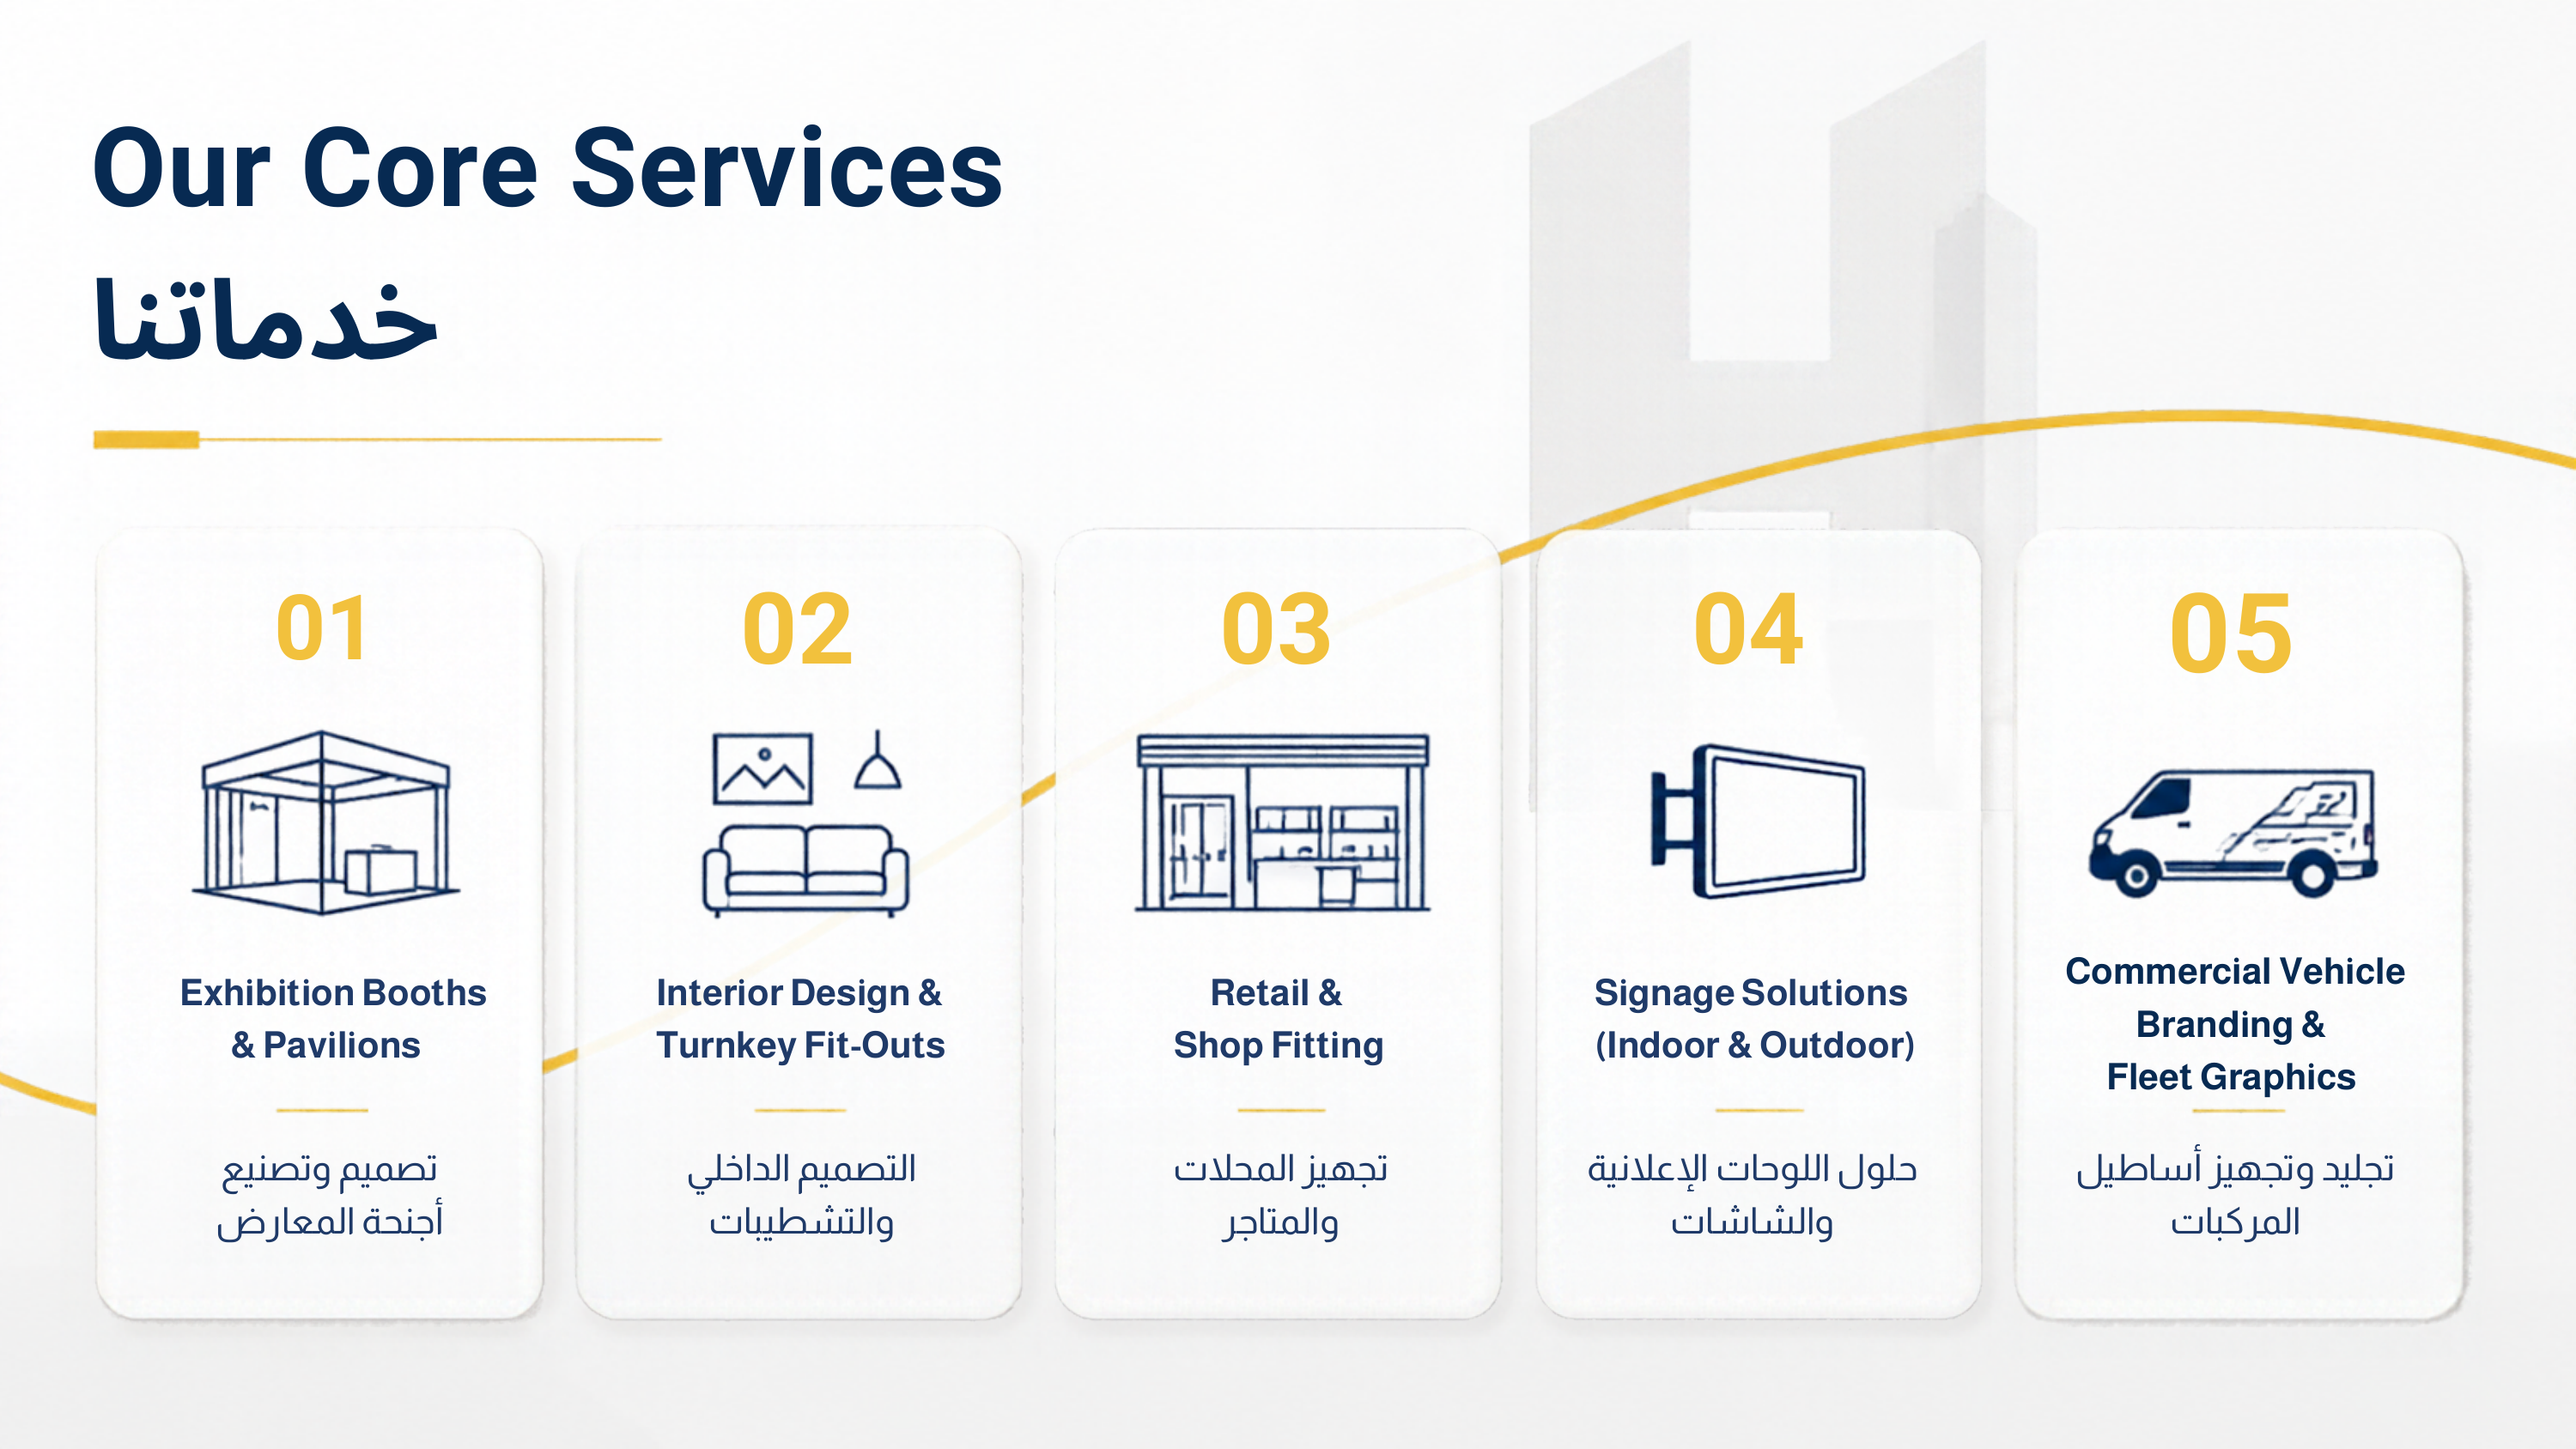 Our Core Services
خدماتنا
01
Exhibition Booths
& Pavilions
تصميم وتصنيع
أجنحة المعارض
02
Interior Design &
Turnkey Fit-Outs
التصميم الداخلي
والتشطيبات
03
Retail &
Shop Fitting
تجهيز المحلات
والمتاجر
04
Signage Solutions
(Indoor & Outdoor)
حلول اللوحات الإعلانية
والشاشات
05
Commercial Vehicle
Branding &
Fleet Graphics
تجليد وتجهيز أساطيل
المركبات